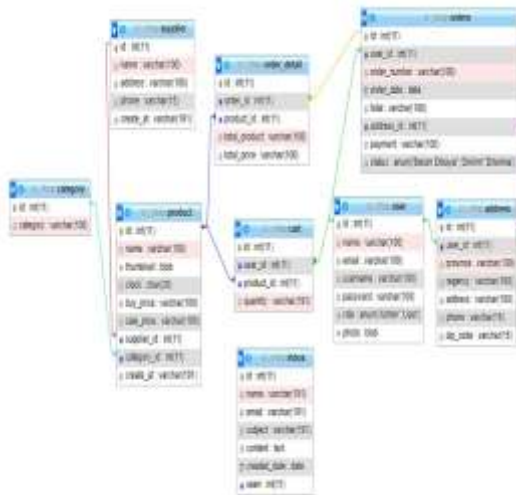 supplier
id int(11)
name varchar(100)
address varchar(100)
phone varchar(15)
create_at varchar(191)
order_detail
id int(11)
order_id int(11)
product_id int(11)
total_product varchar(100)
total_price varchar(100)
orders
id int(11)
user_id int(11)
order_number varchar(100)
order_date date
total varchar(100)
address_id int(11)
payment varchar(100)
status
category
id int(11)
category varchar(100)
product
id int(11)
name varchar(100)
thumbnail blob
stock char(20)
buy_price varchar(100)
sale_price varchar(100)
supplier_id int(11)
category_id int(11)
create_at varchar(191)
cart
id int(11)
user_id int(11)
product_id int(11)
quantity varchar(191)
user
id int(11)
name varchar(100)
email varchar(100)
username varchar(100)
password varchar(100)
photo blob
address
id int(11)
user_id int(11)
province varchar(100)
regency varchar(100)
address varchar(100)
phone varchar(15)
zip_code varchar(15)
id int(11)
name varchar(191)
email varchar(191)
subject varchar(191)
content text
created_date date